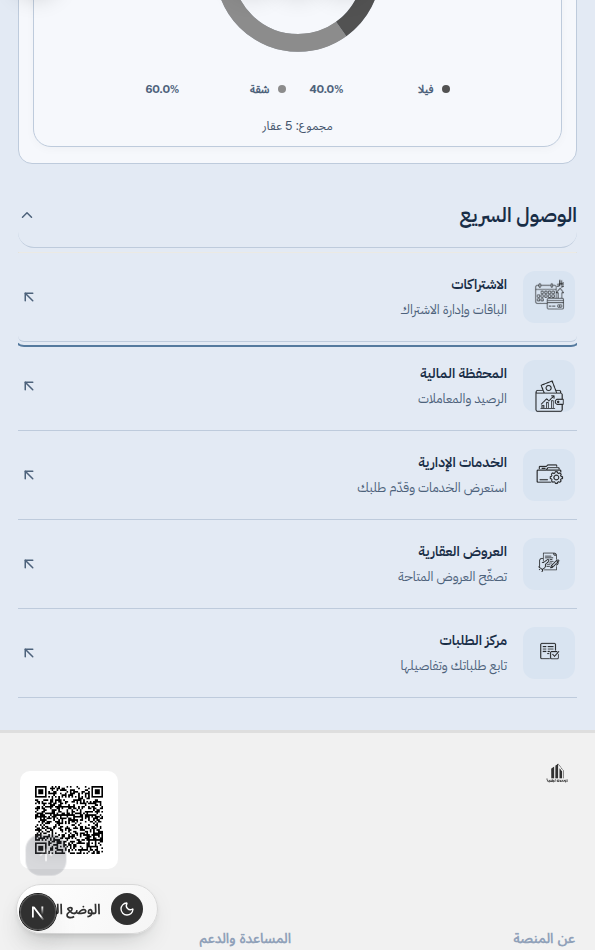 فيلا 40.0% شقة 60.0%
مجموع: 5 عقار
الوصول السريع
الاشتراكات
الباقات وإدارة الاشتراك
المحفظة المالية
الرصيد والمعاملات
الخدمات الإدارية
استعرض الخدمات وقدّم طلبك
العروض العقارية
تصفّح العروض المتاحة
مركز الطلبات
تابع طلباتك وتفاصيلها
الوضع ال
N
عن المنصة
المساعدة والدعم